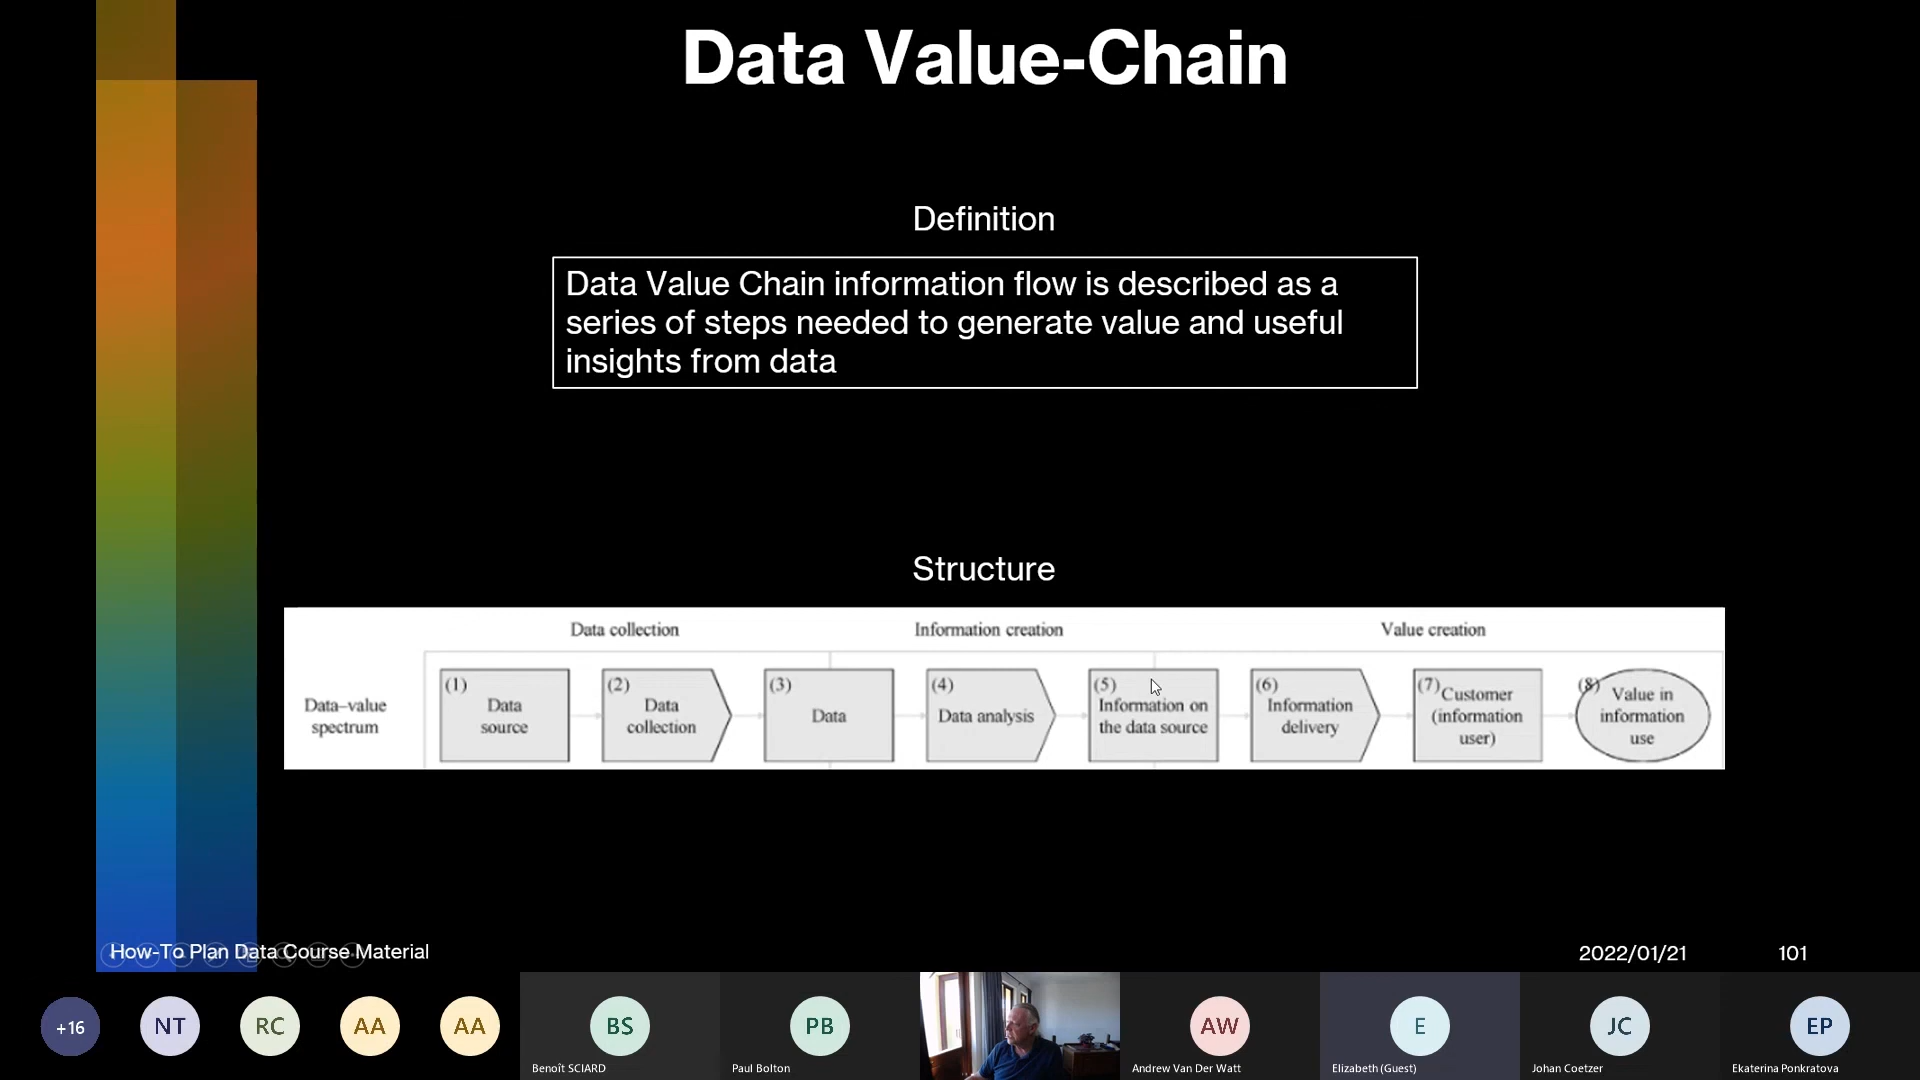 Data Value-Chain
Definition
Data Value Chain information flow is described as a
series of steps needed to generate value and useful
insights from data
Structure
Data collection
Information creation
Value creation
Data–value
spectrum
(1)
Data
source
(2)
Data
collection
(3)
Data
(4)
Data analysis
(5)
Information on
the data source
(6)
Information
delivery
(7)
Customer
(information
user)
(8)
Value in
information
use
How-To Plan Data Course Material
2022/01/21
101
+16
NT
RC
AA
AA
BS
Benoît SCIARD
PB
Paul Bolton
AW
Andrew Van Der Watt
E
Elizabeth (Guest)
JC
Johan Coetzer
EP
Ekaterina Ponkratova